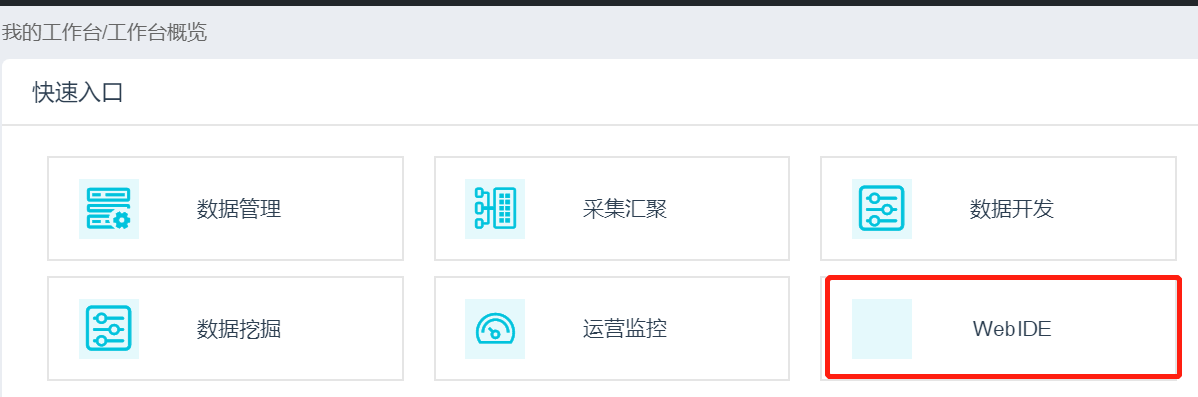 我的工作台/工作台概览
快速入口
数据管理
采集汇聚
数据开发
数据挖掘
运营监控
WebIDE